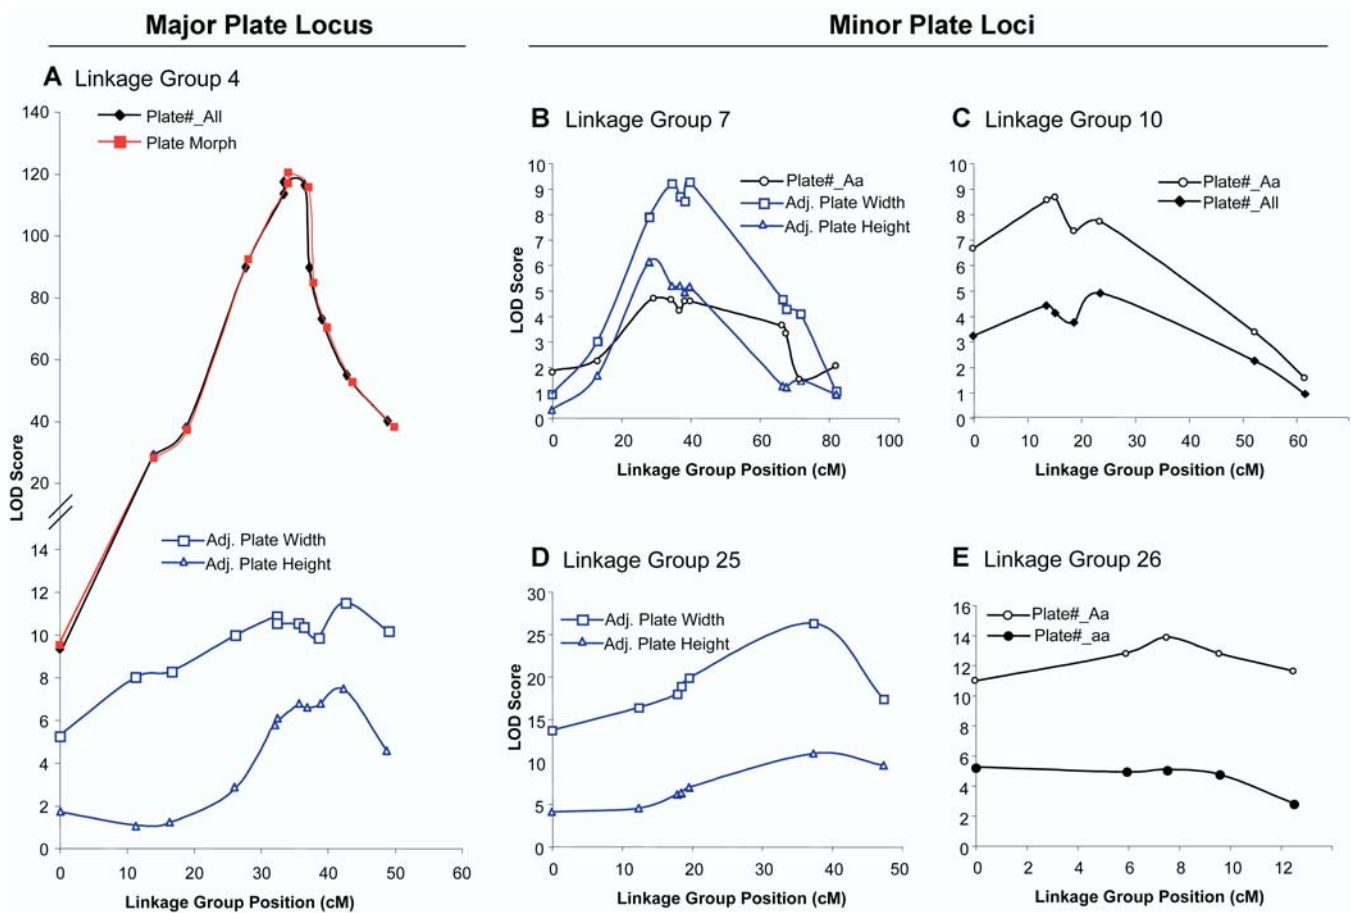 Major Plate Locus
Minor Plate Loci
A Linkage Group 4
Plate#_All
Plate Morph
140
120
100
80
60
40
20
14
12
10
8
6
4
2
0
LOD Score
Adj. Plate Width
Adj. Plate Height
0 10 20 30 40 50 60
Linkage Group Position (cM)
B Linkage Group 7
Plate#_Aa
Adj. Plate Width
Adj. Plate Height
10
9
8
7
6
5
4
3
2
1
0
LOD Score
0 20 40 60 80 100
Linkage Group Position (cM)
C Linkage Group 10
Plate#_Aa
Plate#_All
10
9
8
7
6
5
4
3
2
1
0
0 10 20 30 40 50 60
Linkage Group Position (cM)
D Linkage Group 25
Adj. Plate Width
Adj. Plate Height
30
25
20
15
10
5
0
LOD Score
0 10 20 30 40 50
Linkage Group Position (cM)
E Linkage Group 26
Plate#_Aa
Plate#_aa
16
14
12
10
8
6
4
2
0
0 2 4 6 8 10 12
Linkage Group Position (cM)